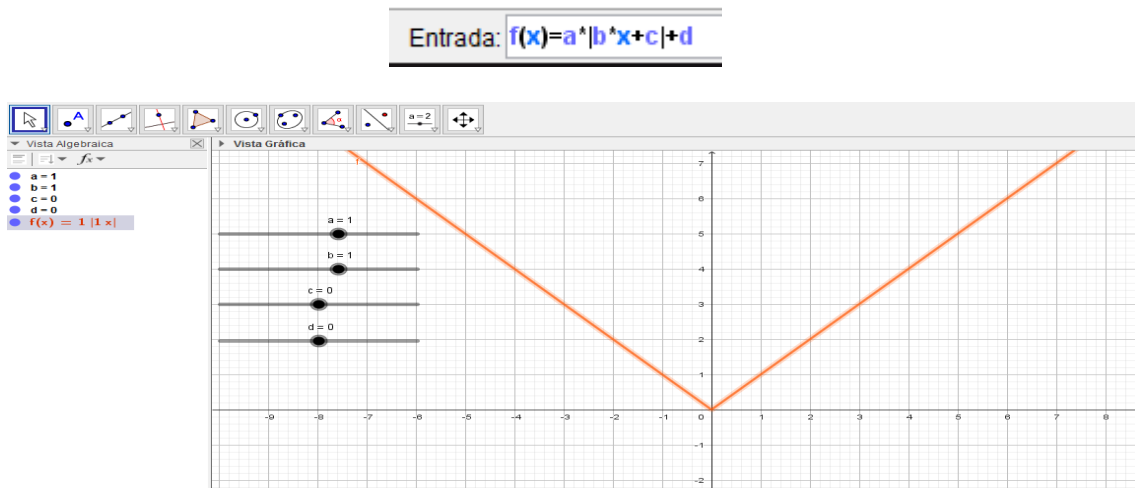 Entrada: f(x)=a*|b*x+c|+d
A
α
a = 2
Vista Algebraica
Vista Gráfica
fx
a = 1
b = 1
c = 0
d = 0
f(x) = 1 |1 x|
f
a = 1
b = 1
c = 0
d = 0
7
6
5
4
3
2
1
-9 -8 -7 -6 -5 -4 -3 -2 -1 0 1 2 3 4 5 6 7 8
-1
-2